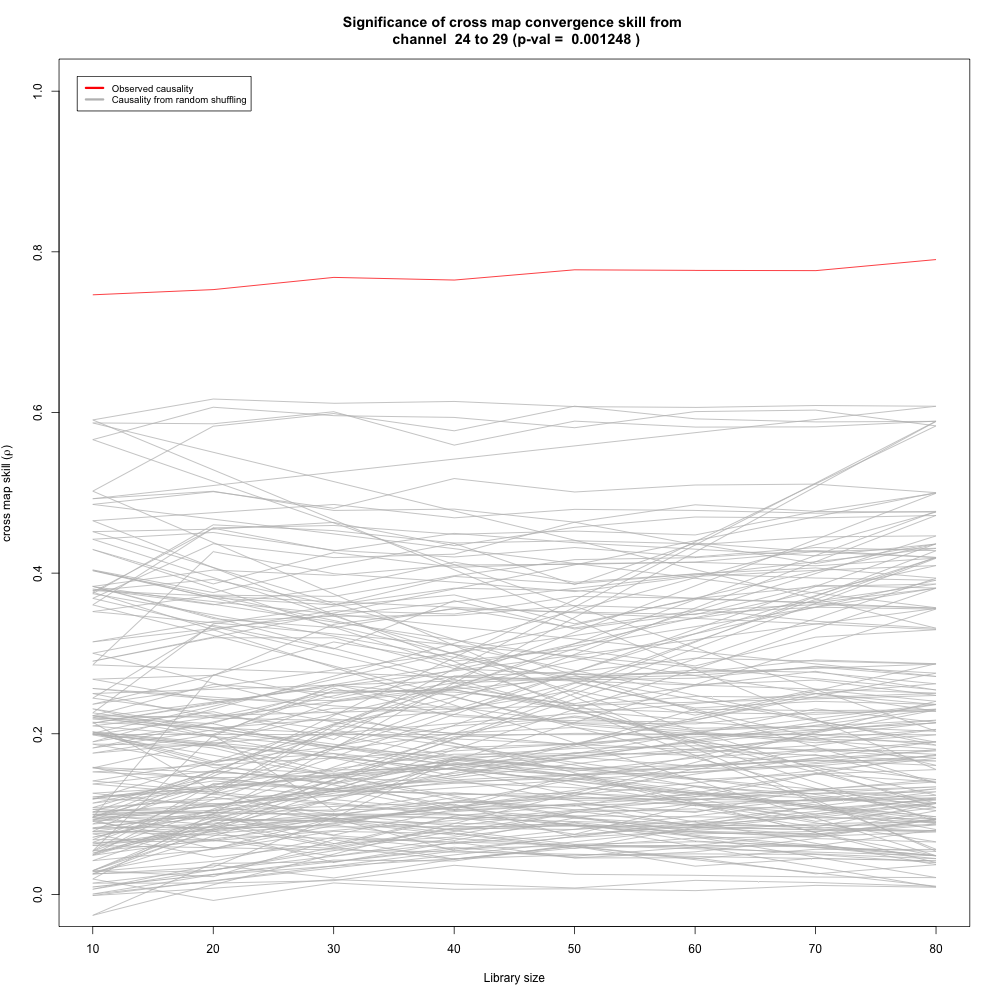 Significance of cross map convergence skill from
channel  24 to 29 (p-val =  0.001248 )
Observed causality
Causality from random shuffling
1.0
0.8
0.6
0.4
0.2
0.0
cross map skill (ρ)
10 20 30 40 50 60 70 80
Library size